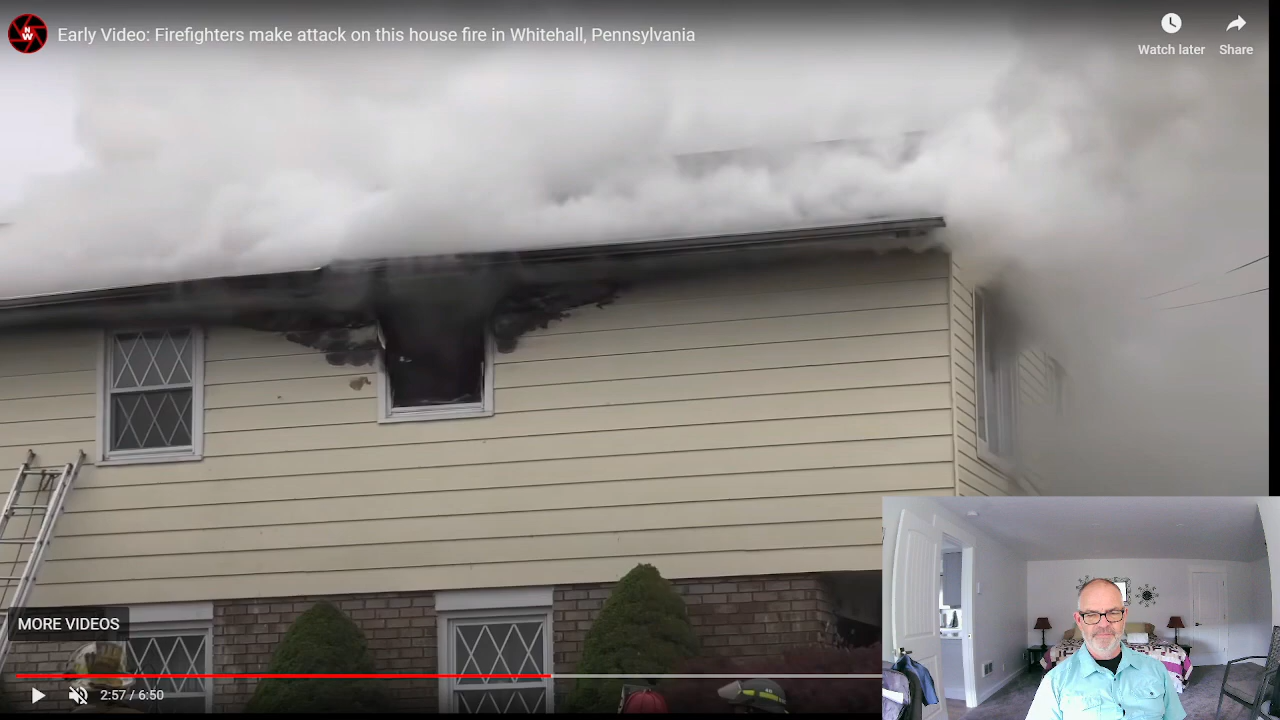 NW
Early Video: Firefighters make attack on this house fire in Whitehall, Pennsylvania
Watch later
Share
MORE VIDEOS
2:57 / 6:50